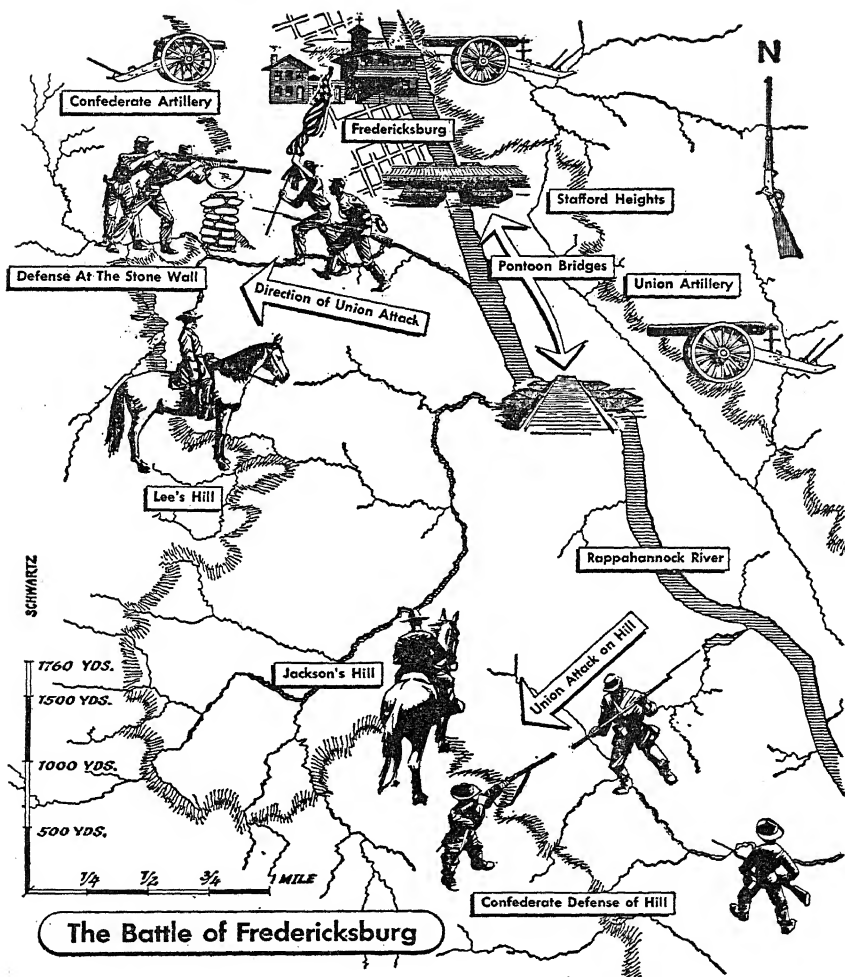 N
Confederate Artillery
Fredericksburg
Stafford Heights
Pontoon Bridges
Defense At The Stone Wall
Direction of Union Attack
Union Artillery
Lee's Hill
Rappahannock River
SCHWARTZ
Union Attack on Hill
Jackson's Hill
1760 YDS.
1500 YDS.
1000 YDS.
500 YDS.
1/4 1/2 3/4 1 MILE
Confederate Defense of Hill
The Battle of Fredericksburg